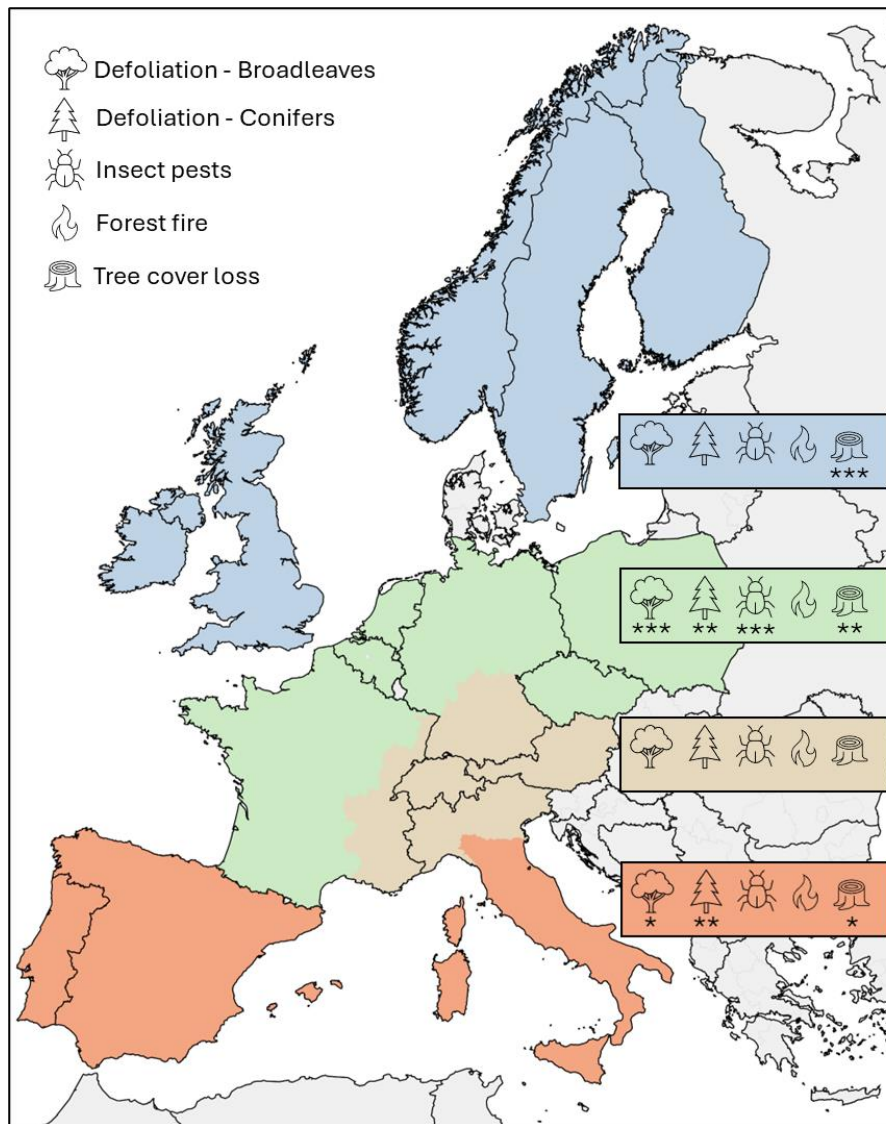 Defoliation - Broadleaves
Defoliation - Conifers
Insect pests
Forest fire
Tree cover loss
***
*** ** *** **
* ** *